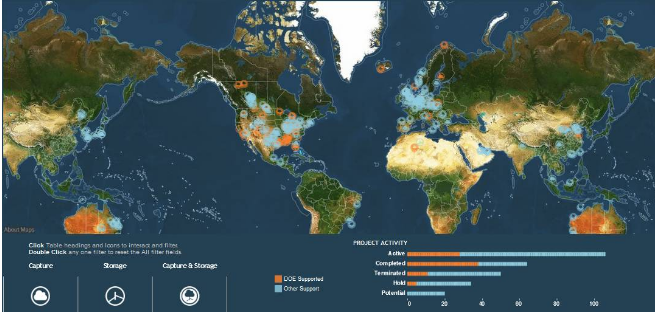 About Maps
Click Table headings and icons to interact and filter.
Double Click any one filter to reset the All filter fields
Capture
Storage
Capture & Storage
DOE Supported
Other Support
PROJECT ACTIVITY
Active
Completed
Terminated
Hold
Potential
0 20 40 60 80 100